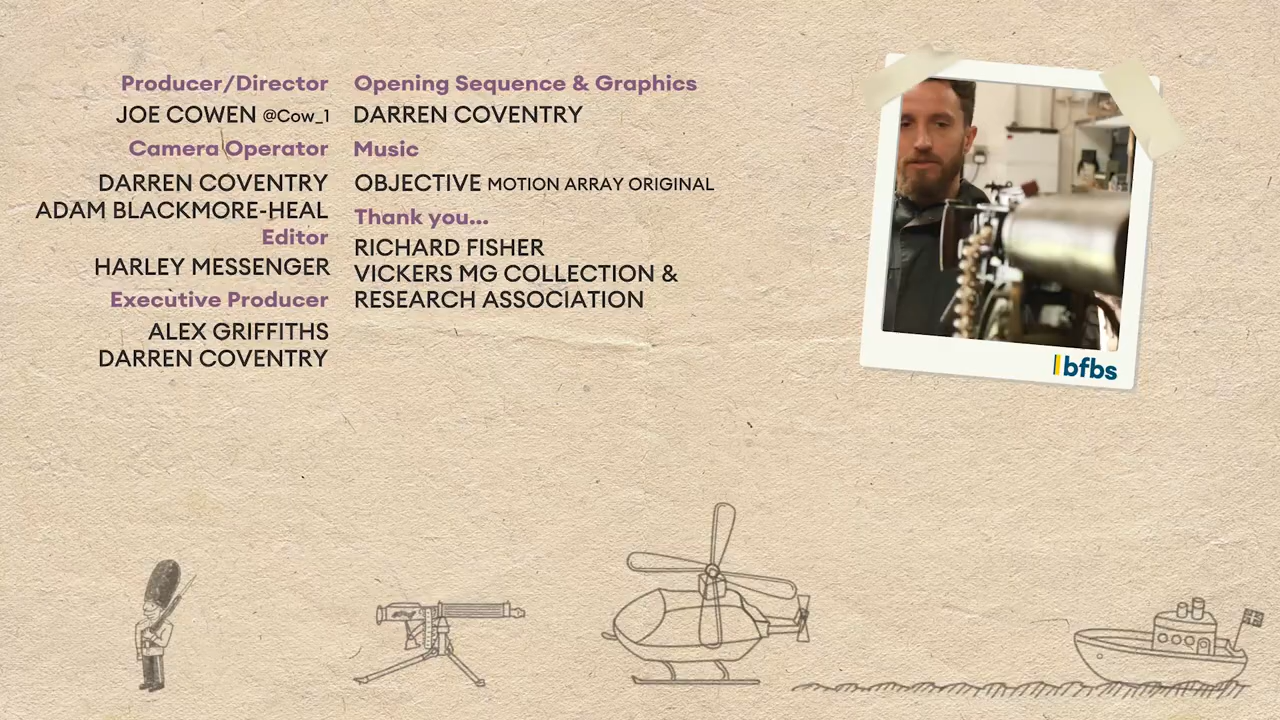 Producer/Director
JOE COWEN @Cow_1
Camera Operator
DARREN COVENTRY
ADAM BLACKMORE-HEAL
Editor
HARLEY MESSENGER
Executive Producer
ALEX GRIFFITHS
DARREN COVENTRY
Opening Sequence & Graphics
DARREN COVENTRY
Music
OBJECTIVE MOTION ARRAY ORIGINAL
Thank you...
RICHARD FISHER
VICKERS MG COLLECTION &
RESEARCH ASSOCIATION
bfbs